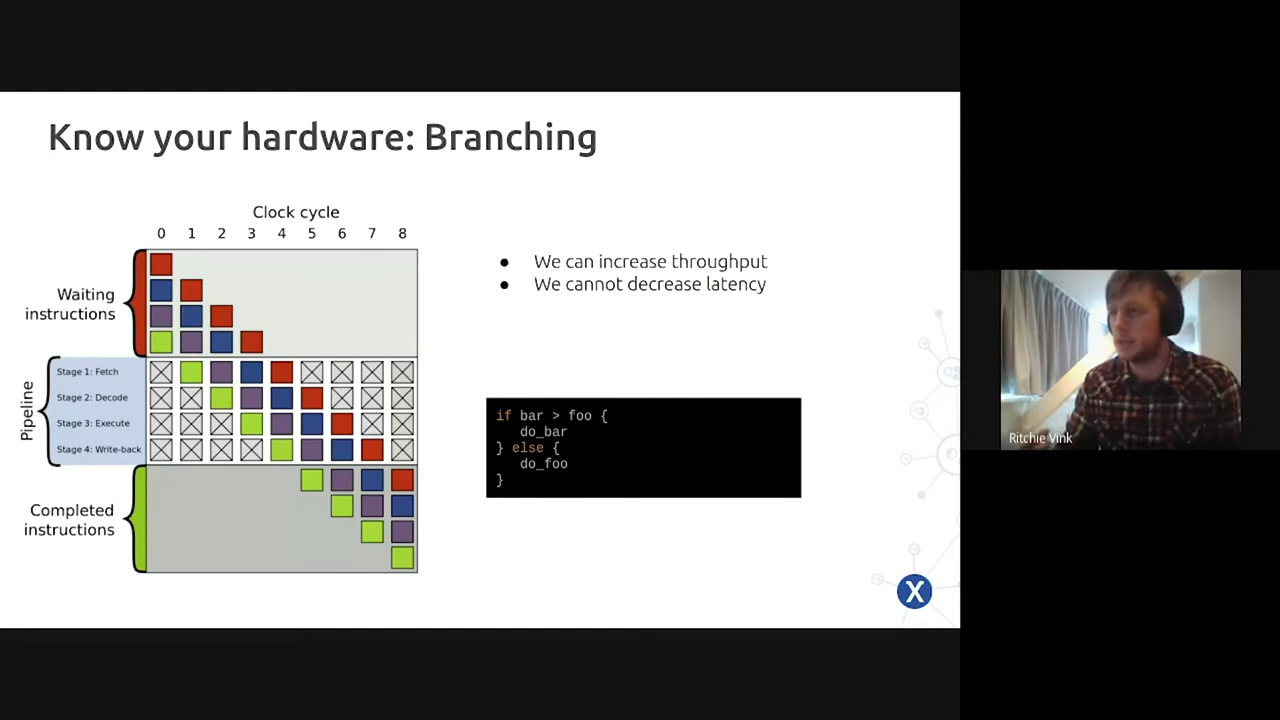 Know your hardware: Branching
Clock cycle
0 1 2 3 4 5 6 7 8
Waiting
instructions
Pipeline
Stage 1: Fetch
Stage 2: Decode
Stage 3: Execute
Stage 4: Write-back
Completed
instructions
● We can increase throughput
● We cannot decrease latency
if bar > foo {
do_bar
} else {
do_foo
}
X
Ritchie Vink